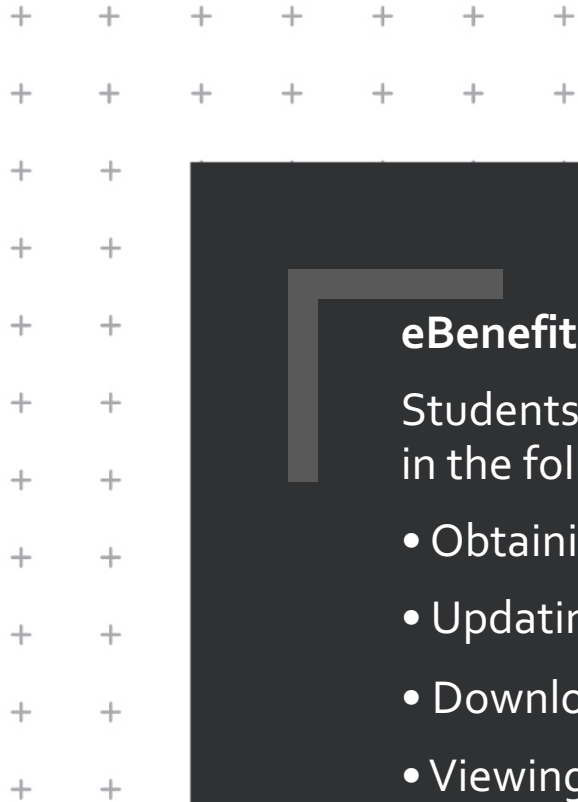 eBenefit
Students
in the fol
• Obtaini
• Updatin
• Downlo
• Viewing